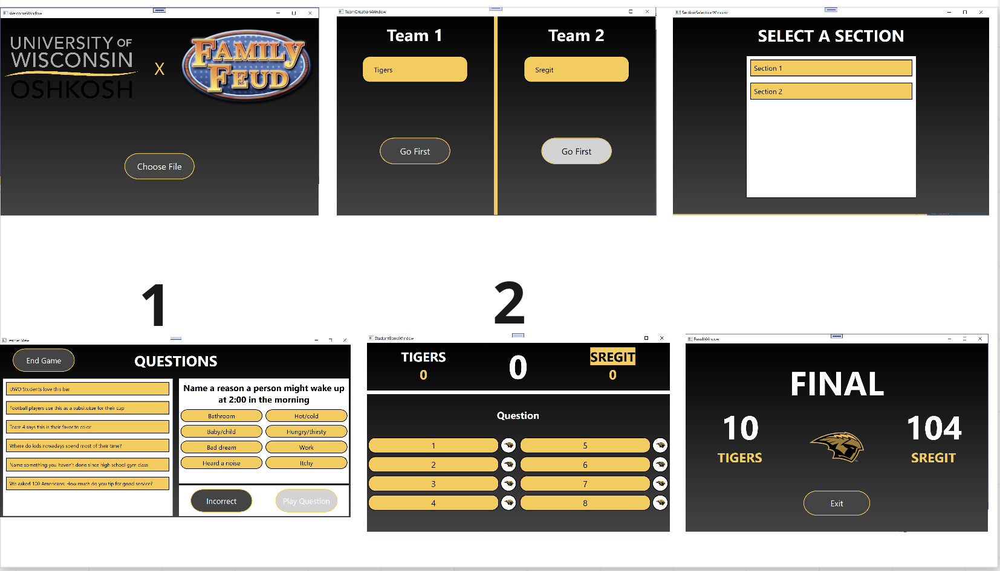 WelcomeWindow
UNIVERSITY OF
WISCONSIN
OSHKOSH
X
FAMILY
FEUD
Choose File
TeamCreationWindow
Team 1
Team 2
Tigers
Sregit
Go First
Go First
SectionSelectionWindow
SELECT A SECTION
Section 1
Section 2
1
2
Teacher View
End Game
QUESTIONS
UWO Students love this bar
Football players use this as a subsitutue for their cup
Team 4 says this is their favorite color
Where do kids nowadays spend most of their time?
Name something you haven't done since high school gym class
We asked 100 Americans: How much do you tip for good service?
Name a reason a person might wake up
at 2:00 in the morning
Bathroom
Hot/cold
Baby/child
Hungry/thirsty
Bad dream
Work
Heard a noise
Itchy
Incorrect
Play Question
StudentGameWindow
TIGERS
0
0
SREGIT
0
Question
1
5
2
6
3
7
4
8
ResultWindow
FINAL
10
104
TIGERS
SREGIT
Exit